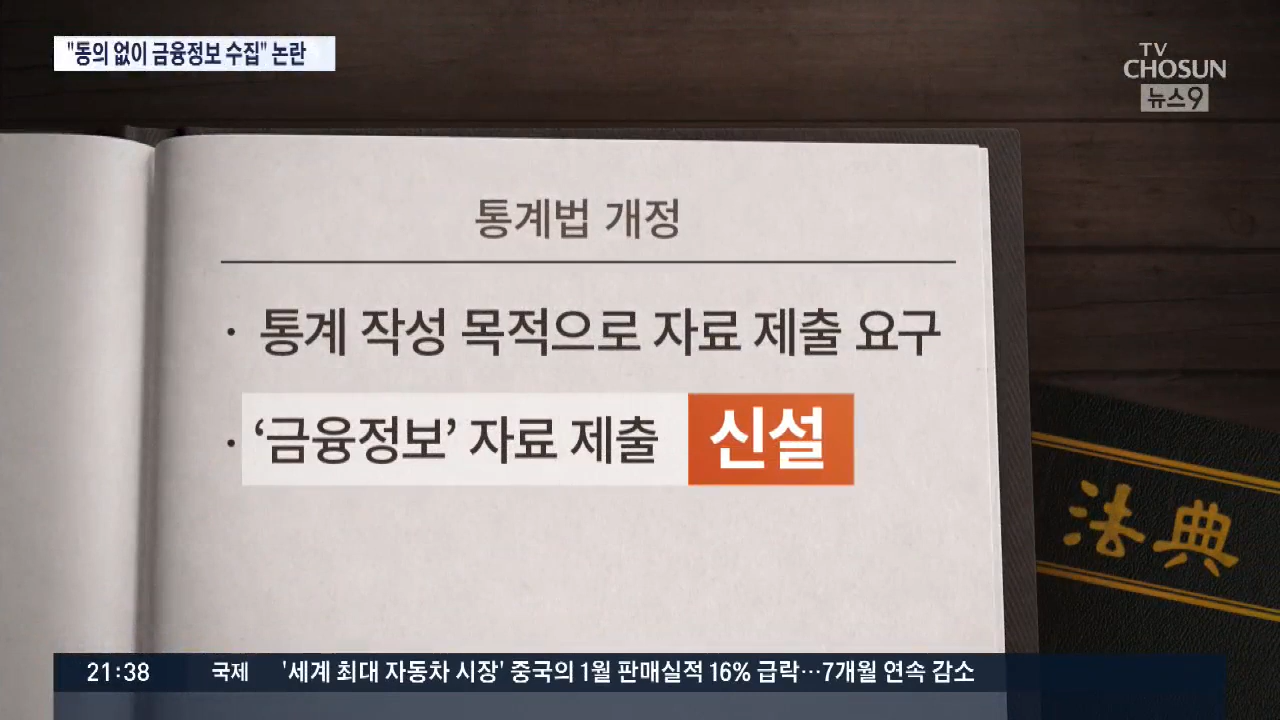 "동의 없이 금융정보 수집" 논란
TV
CHOSUN
뉴스9
통계법 개정
· 통계 작성 목적으로 자료 제출 요구
· ‘금융정보’ 자료 제출 신설
法典
21:38 국제 '세계 최대 자동차 시장' 중국의 1월 판매실적 16% 급락…7개월 연속 감소